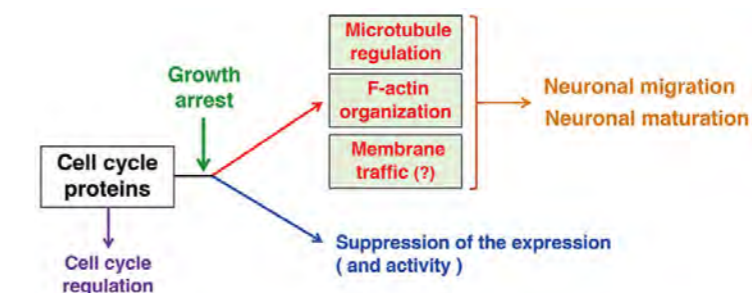 Microtubule
regulation
Growth
arrest
F-actin
organization
Neuronal migration
Neuronal maturation
Membrane
traffic (?)
Cell cycle
proteins
Suppression of the expression
( and activity )
Cell cycle
regulation